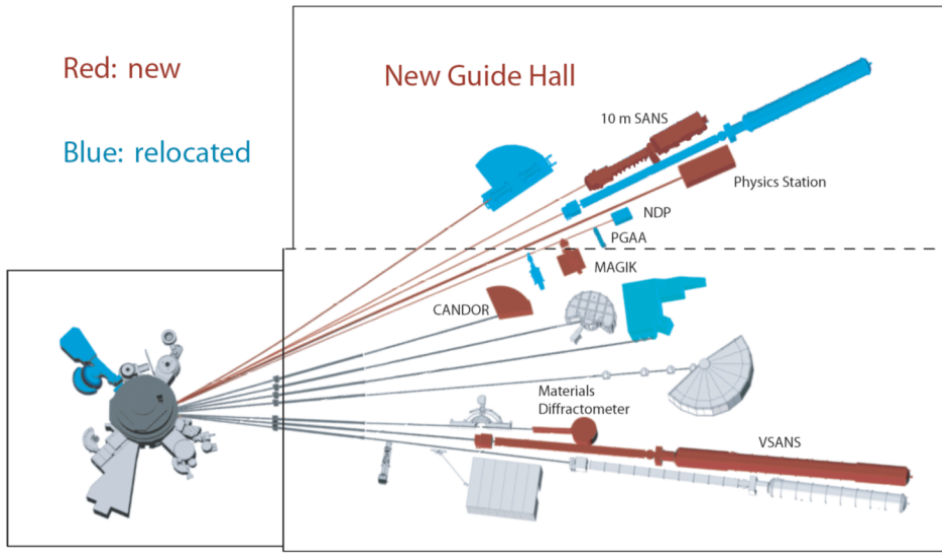 Red: new
New Guide Hall
10 m SANS
Blue: relocated
Physics Station
NDP
PGAA
MAGIK
CANDOR
Materials
Diffractometer
VSANS